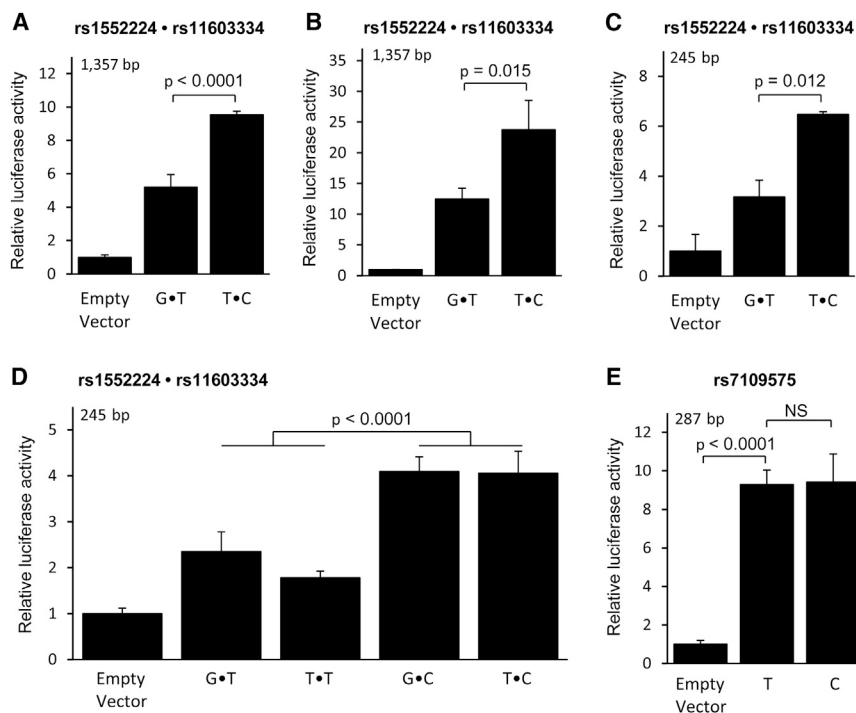 A
rs1552224 • rs11603334
1,357 bp
p < 0.0001
Relative luciferase activity
12
10
8
6
4
2
0
Empty Vector
G•T
T•C
B
rs1552224 • rs11603334
1,357 bp
p = 0.015
Relative luciferase activity
35
30
25
20
15
10
5
0
Empty Vector
G•T
T•C
C
rs1552224 • rs11603334
245 bp
p = 0.012
Relative luciferase activity
8
6
4
2
0
Empty Vector
G•T
T•C
D
rs1552224 • rs11603334
245 bp
p < 0.0001
Relative luciferase activity
5
4
3
2
1
0
Empty Vector
G•T
T•T
G•C
T•C
E
rs7109575
287 bp
NS
p < 0.0001
Relative luciferase activity
12
10
8
6
4
2
0
Empty Vector
T
C